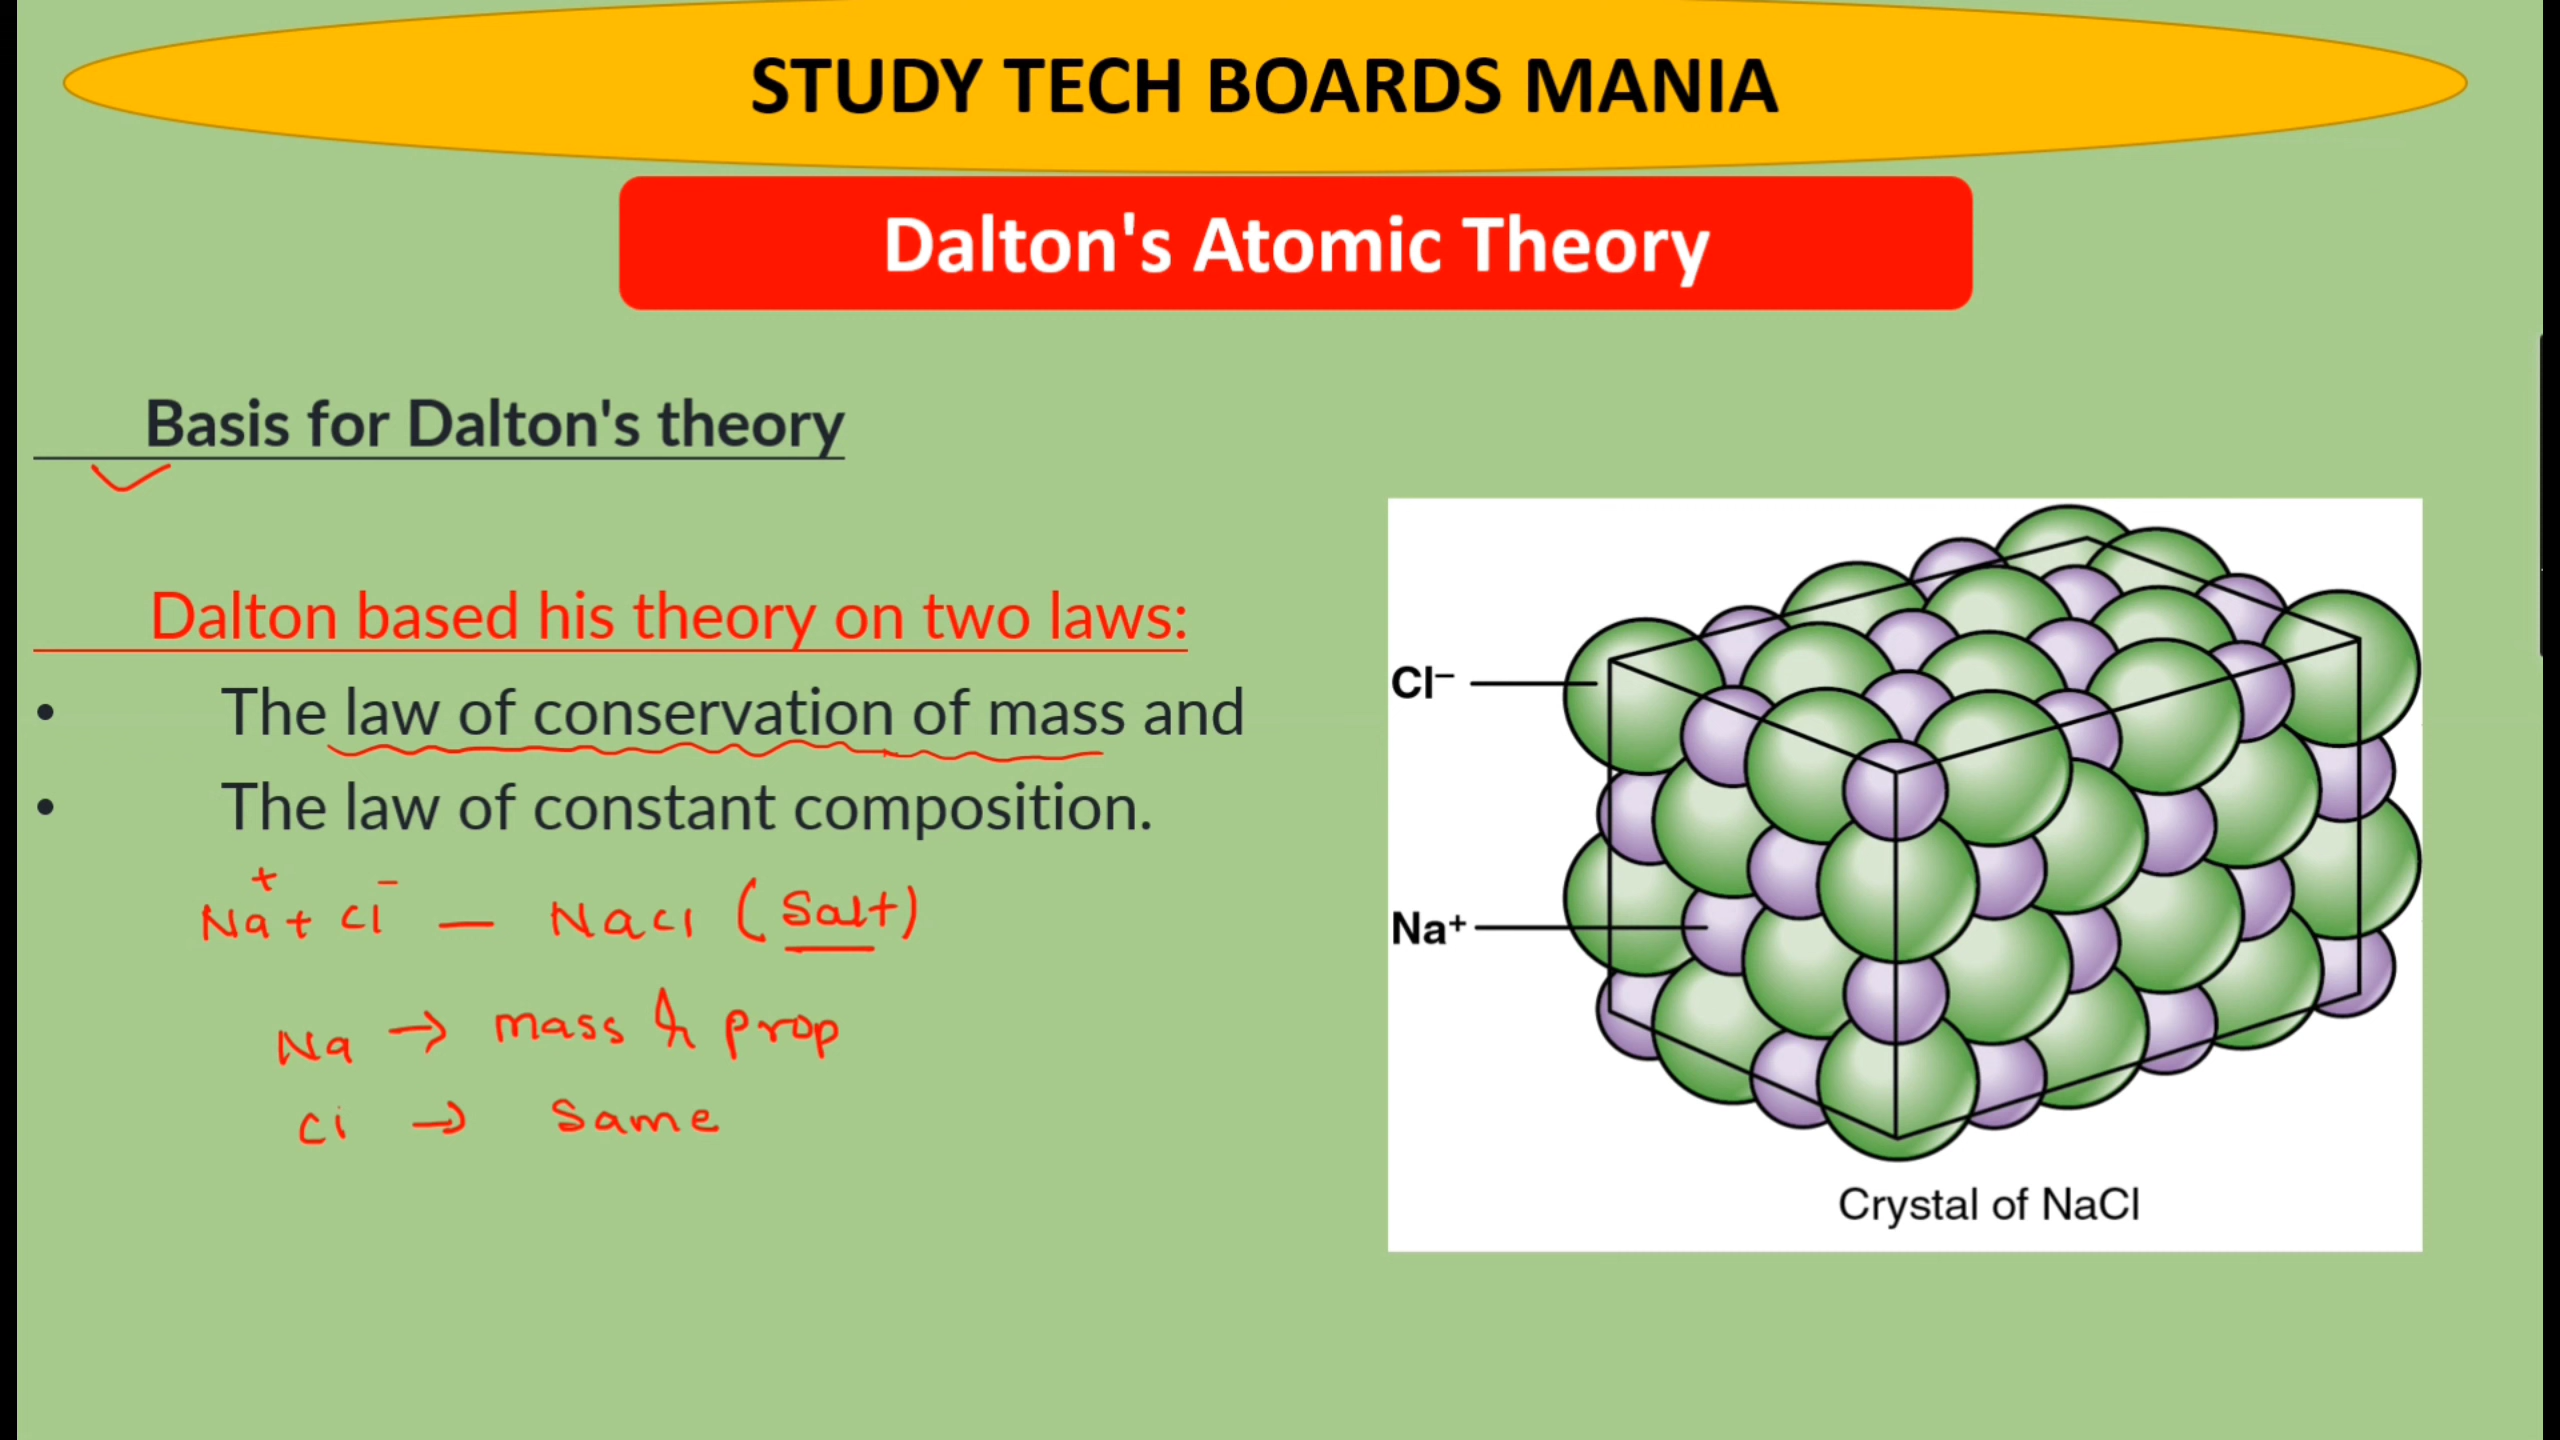 STUDY TECH BOARDS MANIA
Dalton's Atomic Theory
Basis for Dalton's theory
Dalton based his theory on two laws:
• The law of conservation of mass and
• The law of constant composition.
Na⁺ + Cl⁻ — NaCl (Salt)
Na → mass & prop
Cl → Same
Cl⁻
Na⁺
Crystal of NaCl